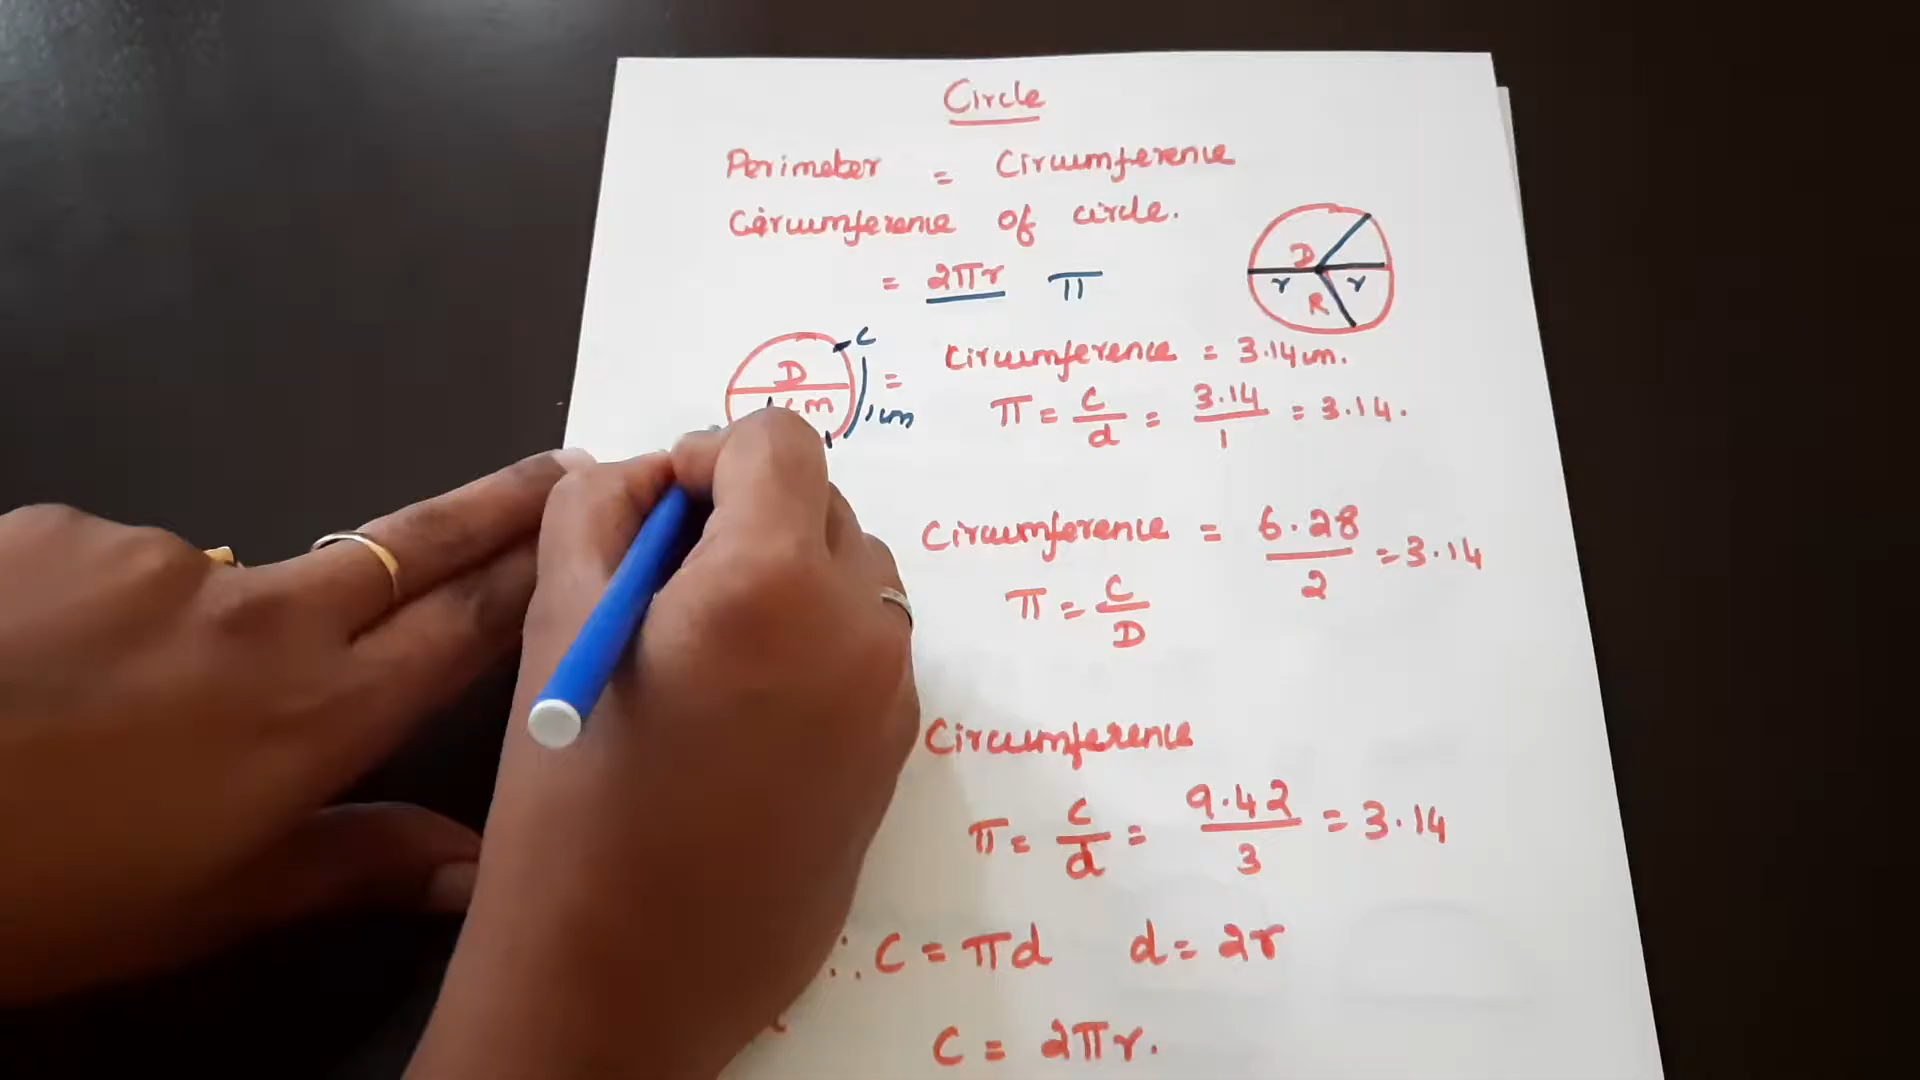 Circle
Perimeter = Circumference
Circumference of circle.
= 2πr π
D
r r
R
C
D = Circumference = 3.14cm.
1cm 1cm π = C/d = 3.14/1 = 3.14.
Circumference = 6.28/2 = 3.14
π = C/D
Circumference
π = C/d = 9.42/3 = 3.14
∴ C = πd d = 2r
C = 2πr.